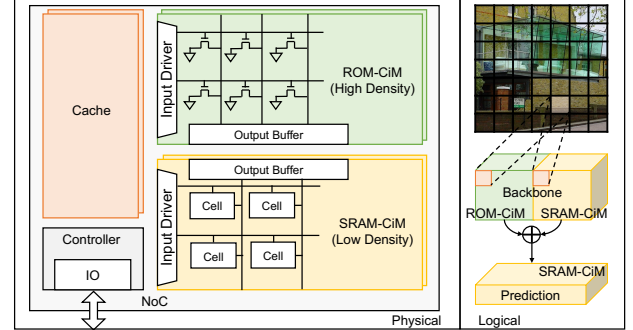 Cache
Input Driver
ROM-CiM
(High Density)
Output Buffer
Output Buffer
Input Driver
Cell
Cell
Cell
Cell
SRAM-CiM
(Low Density)
Controller
IO
NoC
Physical
Backbone
ROM-CiM
SRAM-CiM
SRAM-CiM
Prediction
Logical